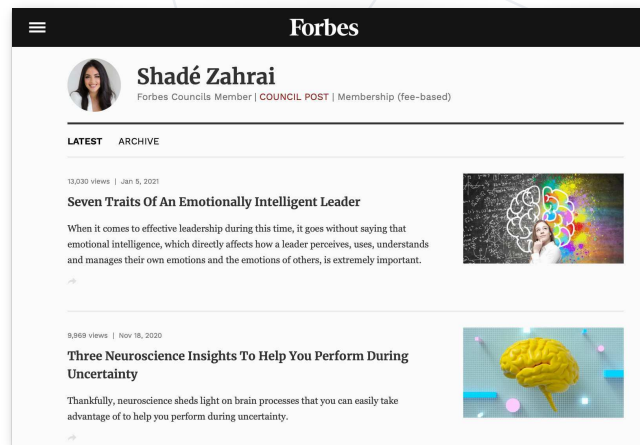 Forbes
Shadé Zahrai
Forbes Councils Member | COUNCIL POST | Membership (fee-based)
LATEST ARCHIVE
13,030 views | Jan 5, 2021
Seven Traits Of An Emotionally Intelligent Leader
When it comes to effective leadership during this time, it goes without saying that
emotional intelligence, which directly affects how a leader perceives, uses, understands
and manages their own emotions and the emotions of others, is extremely important.
9,969 views | Nov 18, 2020
Three Neuroscience Insights To Help You Perform During
Uncertainty
Thankfully, neuroscience sheds light on brain processes that you can easily take
advantage of to help you perform during uncertainty.